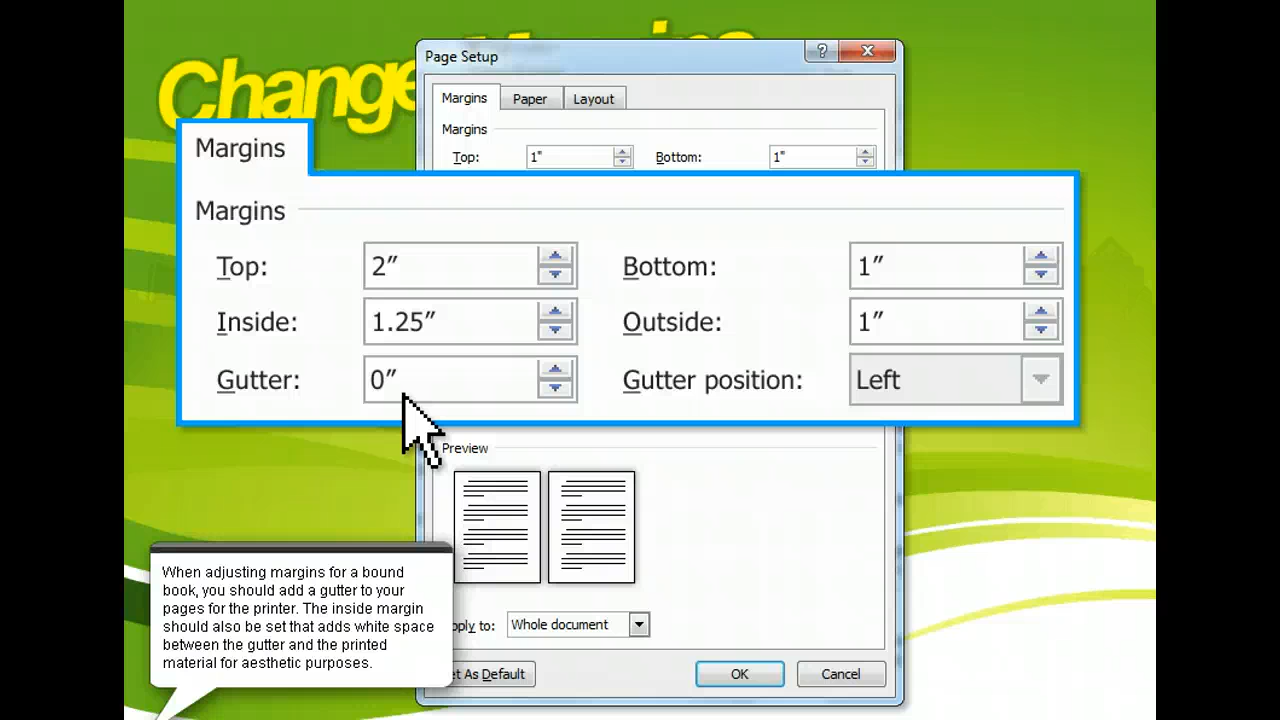 Change
Page Setup
?
Margins Paper Layout
Margins
Top: 1" Bottom: 1"
Margins
Margins
Top: 2” Bottom: 1”
Inside: 1.25” Outside: 1”
Gutter: 0” Gutter position: Left
Preview
When adjusting margins for a bound
book, you should add a gutter to your
pages for the printer. The inside margin
should also be set that adds white space
between the gutter and the printed
material for aesthetic purposes.
to: Whole document
As Default OK Cancel